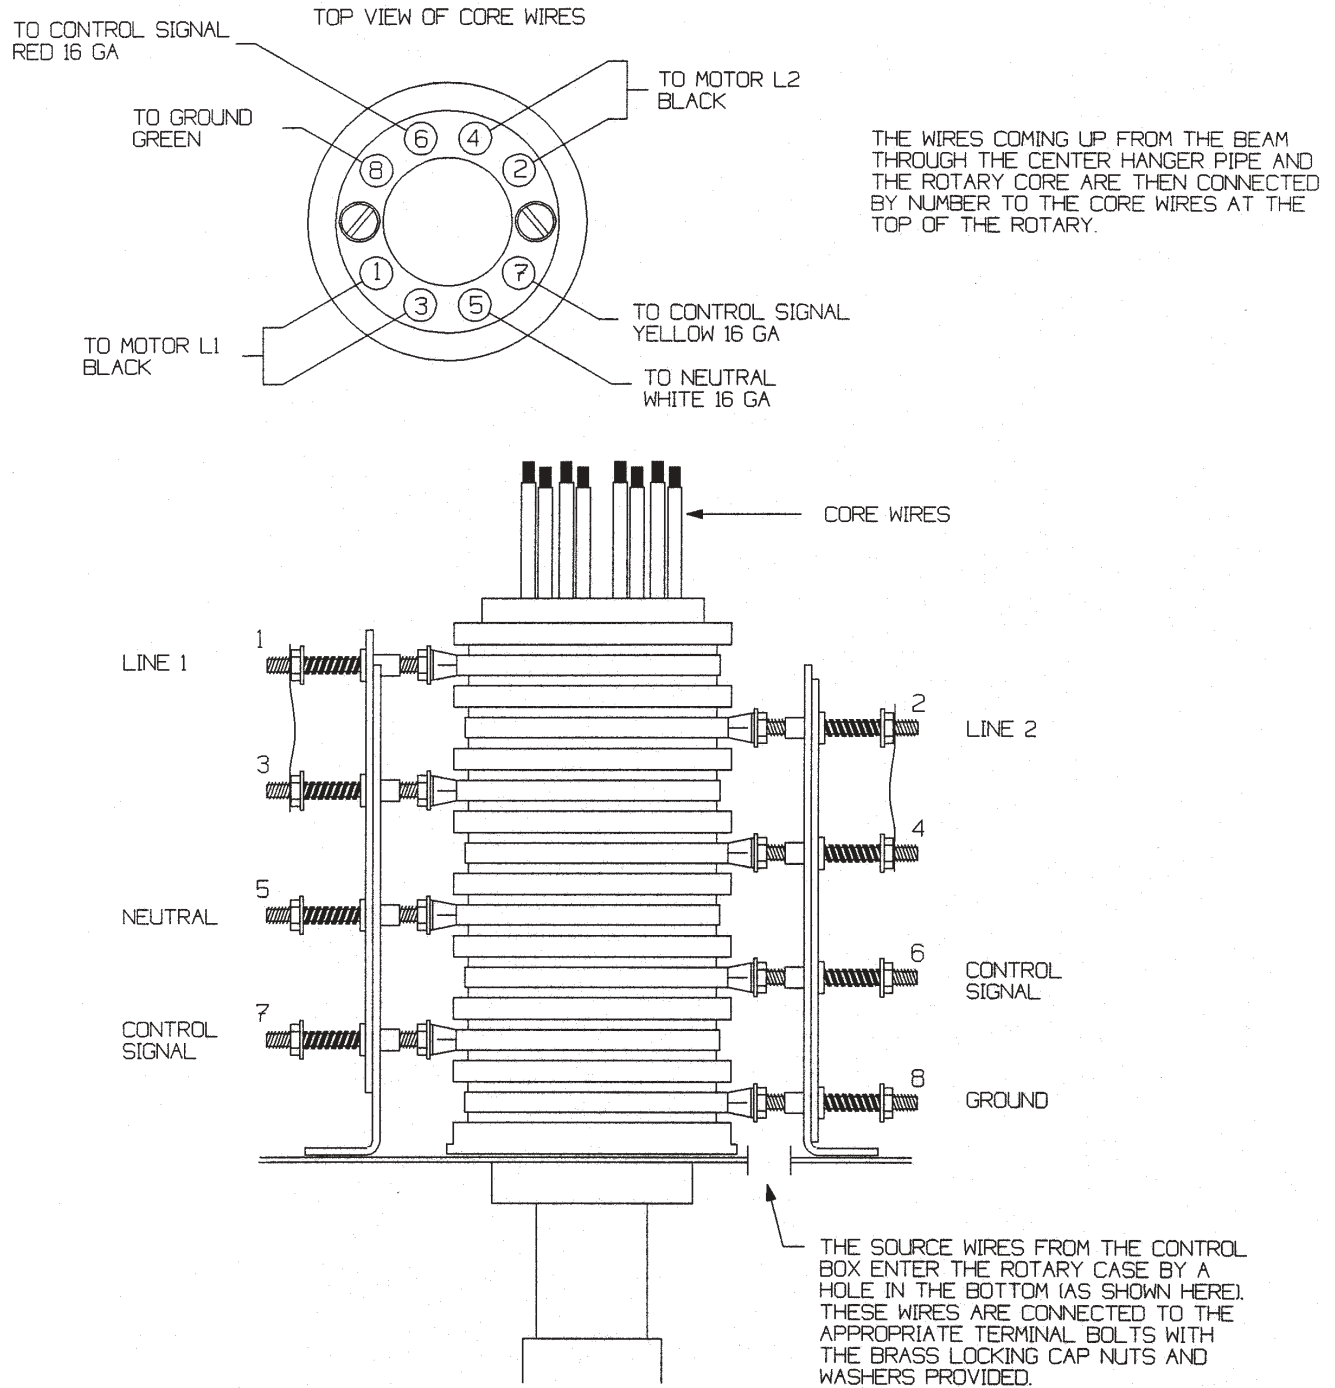 TOP VIEW OF CORE WIRES
TO CONTROL SIGNAL
RED 16 GA
TO MOTOR L2
BLACK
TO GROUND
GREEN
6
4
8
2
1
7
3
5
THE WIRES COMING UP FROM THE BEAM
THROUGH THE CENTER HANGER PIPE AND
THE ROTARY CORE ARE THEN CONNECTED
BY NUMBER TO THE CORE WIRES AT THE
TOP OF THE ROTARY.
TO CONTROL SIGNAL
YELLOW 16 GA
TO MOTOR L1
BLACK
TO NEUTRAL
WHITE 16 GA
CORE WIRES
1
LINE 1
2
LINE 2
3
4
5
NEUTRAL
6
CONTROL
SIGNAL
7
CONTROL
SIGNAL
8
GROUND
THE SOURCE WIRES FROM THE CONTROL
BOX ENTER THE ROTARY CASE BY A
HOLE IN THE BOTTOM (AS SHOWN HERE).
THESE WIRES ARE CONNECTED TO THE
APPROPRIATE TERMINAL BOLTS WITH
THE BRASS LOCKING CAP NUTS AND
WASHERS PROVIDED.